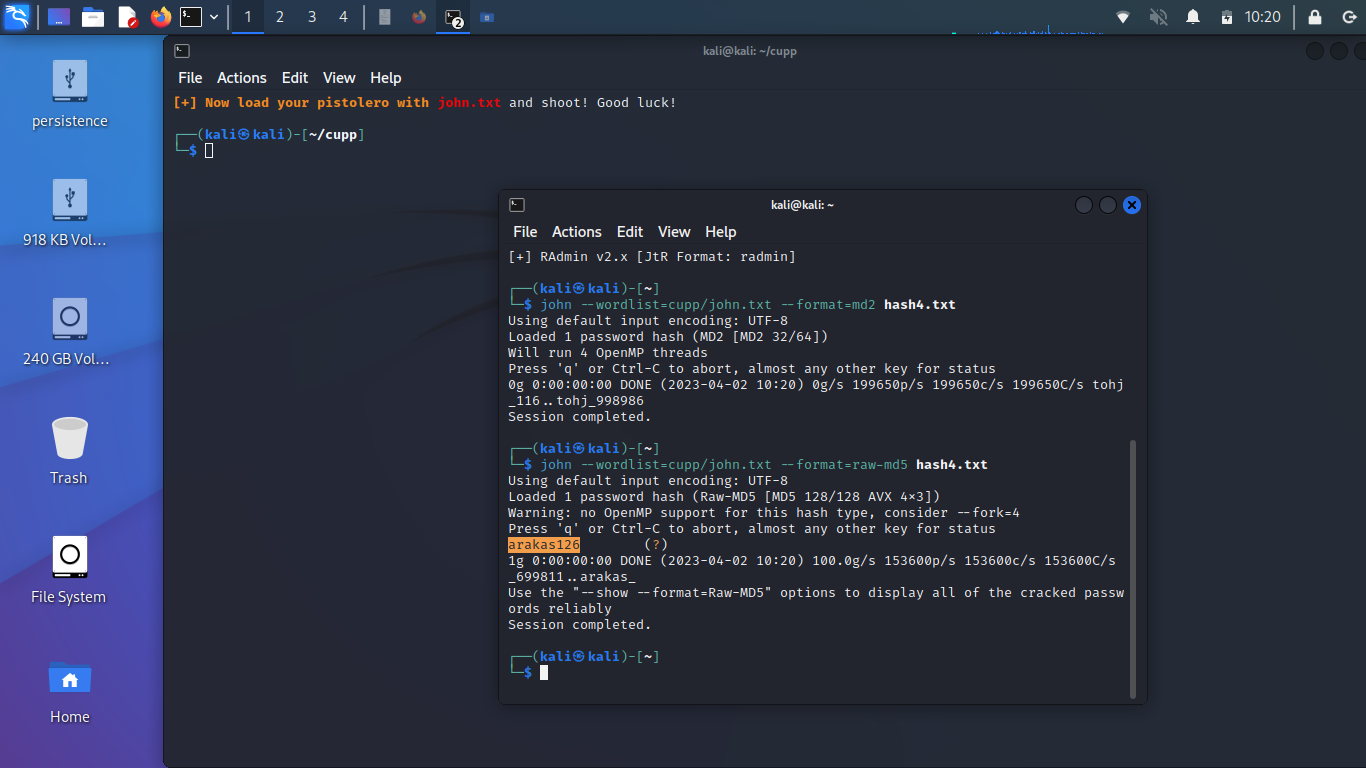 1 2 3 4 2 10:20
persistence
918 KB Vol...
240 GB Vol...
Trash
File System
Home
kali@kali: ~/cupp
File Actions Edit View Help
[+] Now load your pistolero with john.txt and shoot! Good luck!
┌──(kali㉿kali)-[~/cupp]
└─$
kali@kali: ~
File Actions Edit View Help
[+] RAdmin v2.x [JtR Format: radmin]
┌──(kali㉿kali)-[~]
└─$ john --wordlist=cupp/john.txt --format=md2 hash4.txt
Using default input encoding: UTF-8
Loaded 1 password hash (MD2 [MD2 32/64])
Will run 4 OpenMP threads
Press 'q' or Ctrl-C to abort, almost any other key for status
0g 0:00:00:00 DONE (2023-04-02 10:20) 0g/s 199650p/s 199650c/s 199650C/s tohj
_116..tohj_998986
Session completed.
┌──(kali㉿kali)-[~]
└─$ john --wordlist=cupp/john.txt --format=raw-md5 hash4.txt
Using default input encoding: UTF-8
Loaded 1 password hash (Raw-MD5 [MD5 128/128 AVX 4×3])
Warning: no OpenMP support for this hash type, consider --fork=4
Press 'q' or Ctrl-C to abort, almost any other key for status
arakas126 (?)
1g 0:00:00:00 DONE (2023-04-02 10:20) 100.0g/s 153600p/s 153600c/s 153600C/s
_699811..arakas_
Use the "--show --format=Raw-MD5" options to display all of the cracked passw
ords reliably
Session completed.
┌──(kali㉿kali)-[~]
└─$